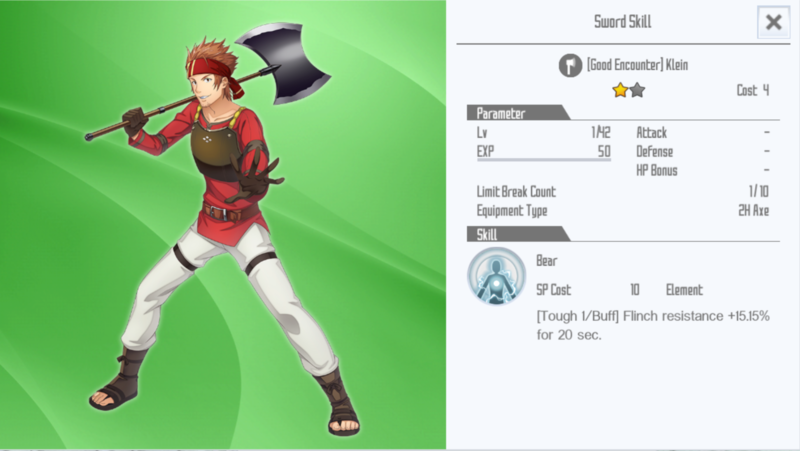 Sword Skill
[Good Encounter] Klein
Cost 4
Parameter
Lv 1/42 Attack -
EXP 50 Defense -
HP Bonus -
Limit Break Count 1/10
Equipment Type 2H Axe
Skill
Bear
SP Cost 10 Element
[Tough 1/Buff] Flinch resistance +15.15%
for 20 sec.